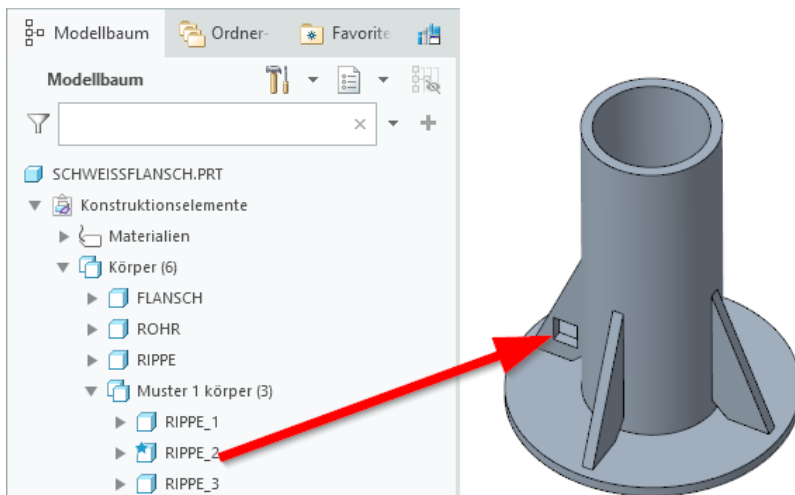 Modellbaum Ordner- Favorite
Modellbaum
SCHWEISSFLANSCH.PRT
Konstruktionselemente
Materialien
Körper (6)
FLANSCH
ROHR
RIPPE
Muster 1 körper (3)
RIPPE_1
RIPPE_2
RIPPE_3